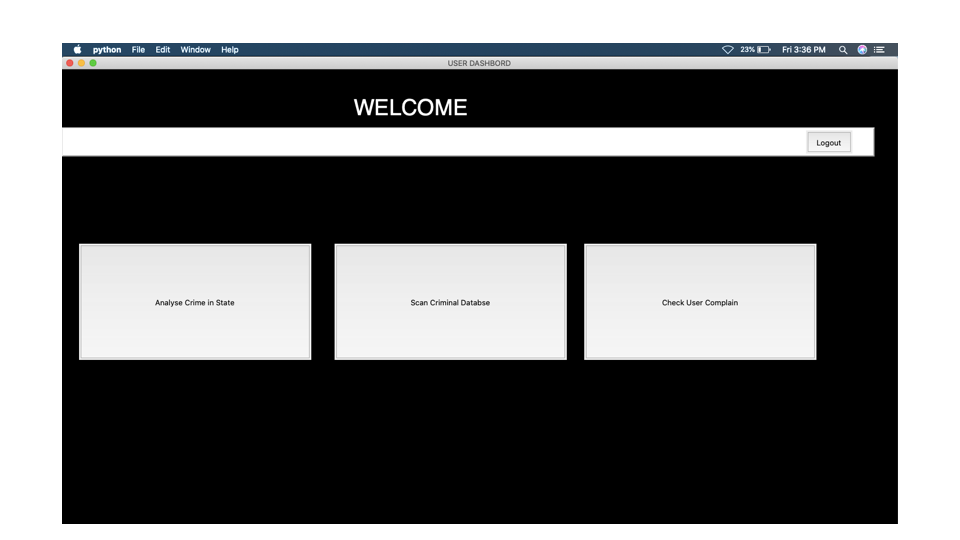 python File Edit Window Help 23% Fri 3:36 PM
USER DASHBORD
WELCOME
Logout
Analyse Crime in State Scan Criminal Databse Check User Complain